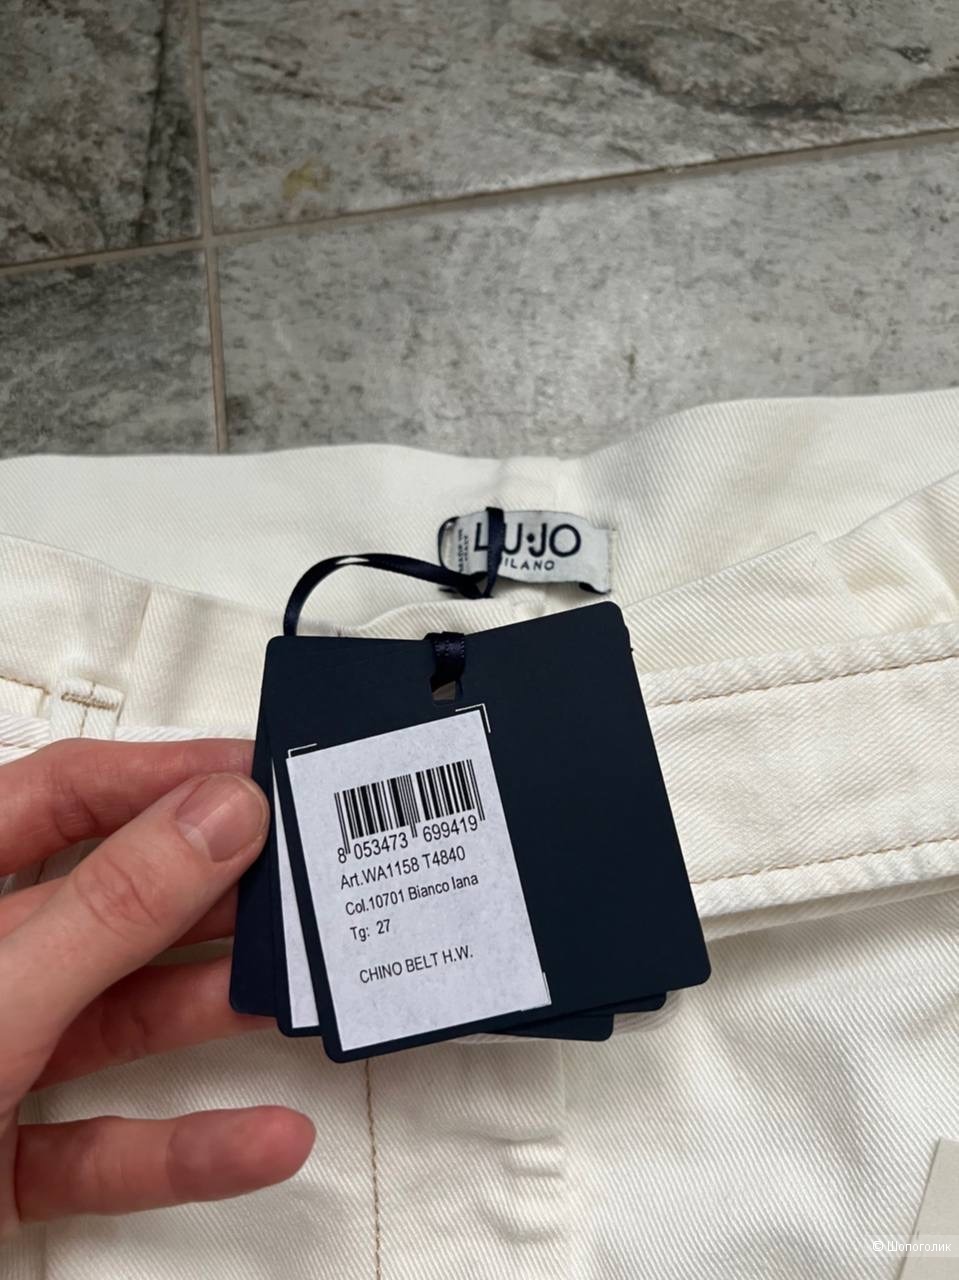 LIU·JO
MILANO
8 053473 699419
Art.WA1158 T4840
Col.10701 Bianco lana
Tg: 27
CHINO BELT H.W.
© Шопоголик